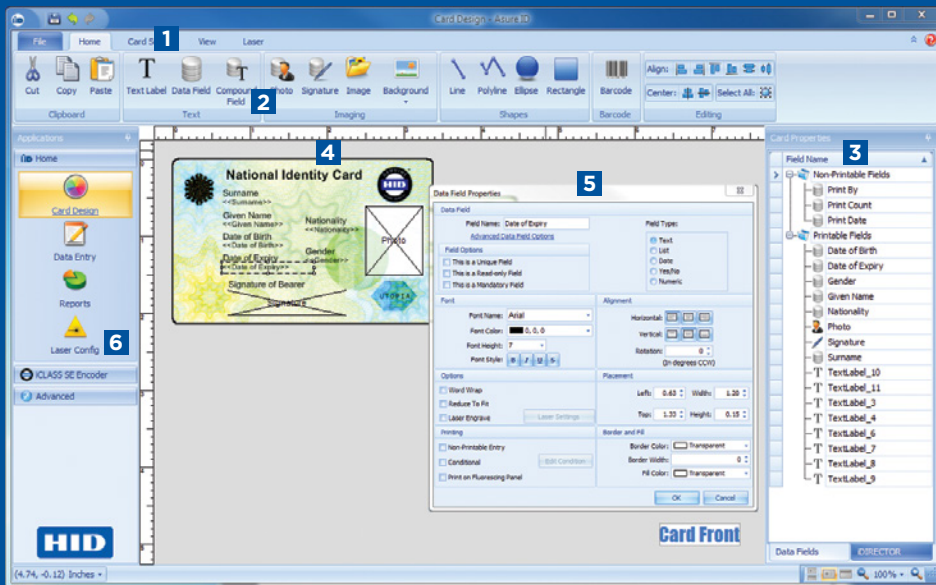 Card Design - Asure ID
File Home Card S View Laser
1
Cut Copy Paste
Clipboard
Text Label Data Field Compound Field
Text
2
Photo Signature Image Background
Imaging
Line Polyline Ellipse Rectangle
Shapes
Barcode
Barcode
Align:
Center: Select All:
Editing
Applications
Home
Card Design
Data Entry
Reports
Laser Config
6
iCLASS SE Encoder
Advanced
HID
4
National Identity Card
HID
Surname
<<Surname>>
Given Name
<<Given Name>>
Nationality
<<Nationality>>
Date of Birth
<<Date of Birth>>
Gender
<<Gender>>
Date of Expiry
<<Date of Expiry>>
Photo
Signature of Bearer
Signature
UTOPIA
5
Data Field Properties
Data Field
Field Name: Date of Expiry
Advanced Data Field Options
Field Options
This is a Unique Field
This is a Read-only Field
This is a Mandatory Field
Field Type:
Text
List
Date
Yes/No
Numeric
Font
Font Name: Arial
Font Color: 0, 0, 0
Font Height: 7
Font Style: B I U S
Alignment
Horizontal:
Vertical:
Rotation: 0
(In degrees CCW)
Options
Word Wrap
Reduce To Fit
Laser Engrave Laser Settings
Placement
Left: 0.63 Width: 1.20
Top: 1.33 Height: 0.15
Printing
Non-Printable Entry
Conditional Edit Condition
Print on Fluorescing Panel
Border and Fill
Border Color: Transparent
Border Width: 0
Fill Color: Transparent
OK Cancel
Card Front
Card Properties
Field Name
3
Non-Printable Fields
Print By
Print Count
Print Date
Printable Fields
Date of Birth
Date of Expiry
Gender
Given Name
Nationality
Photo
Signature
Surname
TextLabel_10
TextLabel_11
TextLabel_3
TextLabel_4
TextLabel_6
TextLabel_7
TextLabel_8
TextLabel_9
Data Fields iDIRECTOR
(4.74, -0.12) Inches
100%